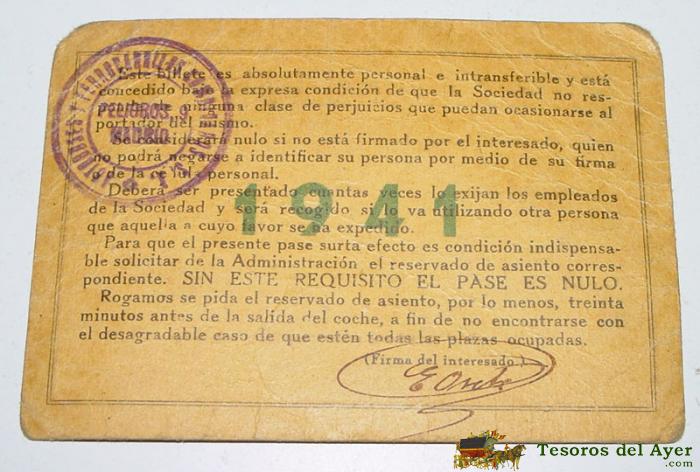 Este billete es absolutamente personal e intransferible y está
concedido bajo la expresa condición de que la Sociedad no res-
ponde de ninguna clase de perjuicios que puedan ocasionarse al
portador del mismo.
Se considerará nulo si no está firmado por el interesado, quien
no podrá negarse a identificar su persona por medio de su firma
o de la cédula personal.
Deberá ser presentado cuantas veces lo exijan los empleados
de la Sociedad y será recogido si lo va utilizando otra persona
que aquella a cuyo favor se ha expedido.
1941
Para que el presente pase surta efecto es condición indispensa-
ble solicitar de la Administración el reservado de asiento corres-
pondiente. SIN ESTE REQUISITO EL PASE ES NULO.
Rogamos se pida el reservado de asiento, por lo menos, treinta
minutos antes de la salida del coche, a fin de no encontrarse con
el desagradable caso de que estén todas las plazas ocupadas.
(Firma del interesado)
PELIGROS, 9
MADRID
Tesoros del Ayer
.com